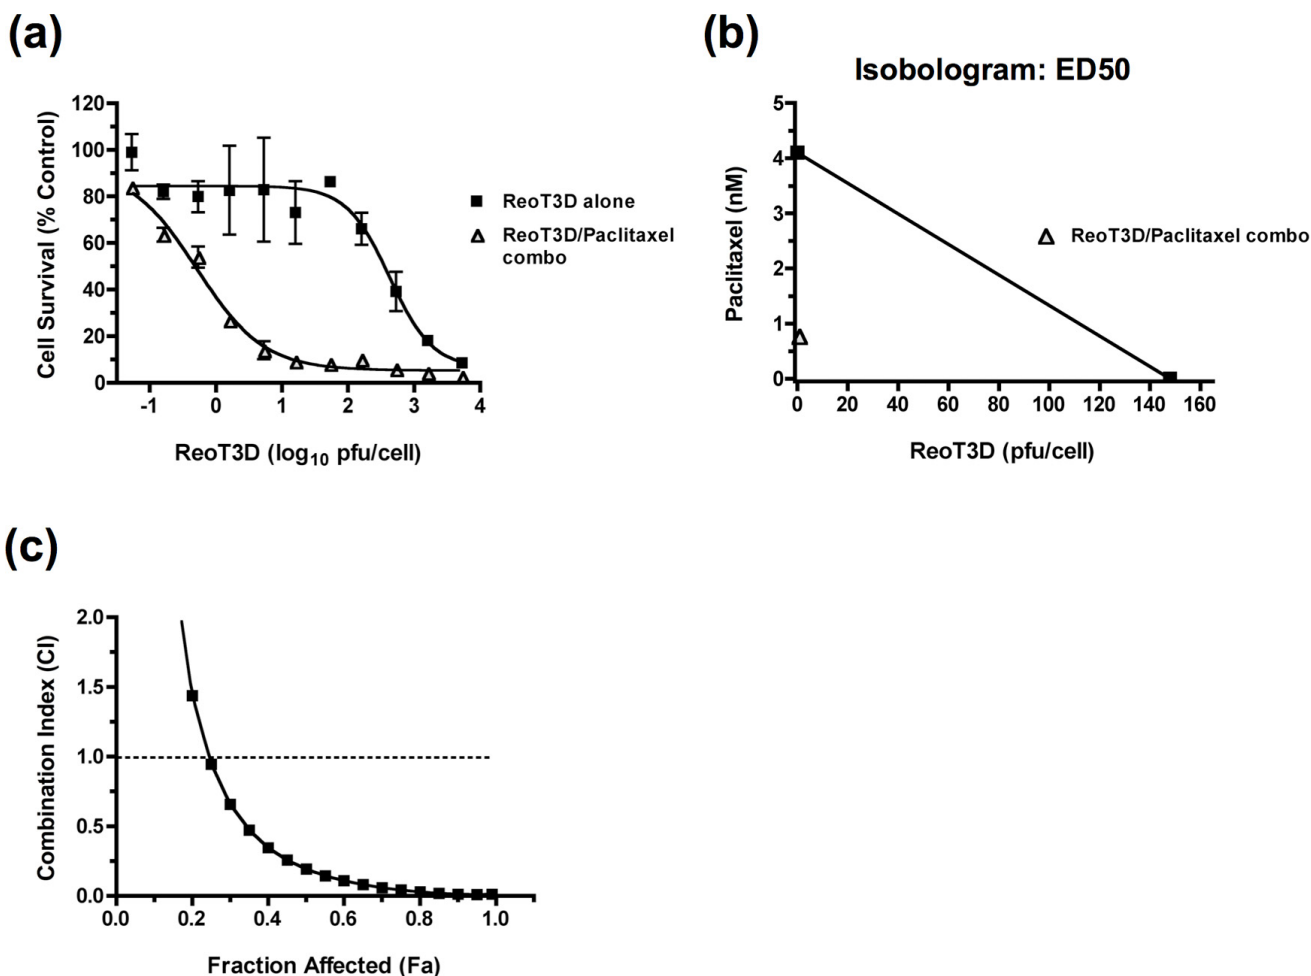 (a)
120
100
80
60
40
20
0
Cell Survival (% Control)
-1 0 1 2 3 4
ReoT3D (log10 pfu/cell)
ReoT3D alone
ReoT3D/Paclitaxel
combo
(b)
Isobologram: ED50
5
4
3
2
1
0
Paclitaxel (nM)
0 20 40 60 80 100 120 140 160
ReoT3D (pfu/cell)
ReoT3D/Paclitaxel combo
(c)
2.0
1.5
1.0
0.5
0.0
Combination Index (CI)
0.0 0.2 0.4 0.6 0.8 1.0
Fraction Affected (Fa)